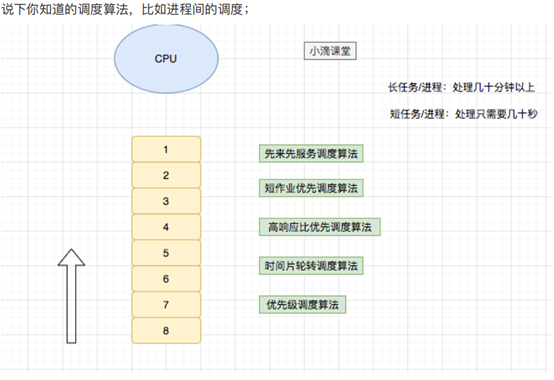 说下你知道的调度算法，比如进程间的调度；
CPU
小滴课堂
长任务/进程：处理几十分钟以上
短任务/进程：处理只需要几十秒
1
先来先服务调度算法
2
短作业优先调度算法
3
4
高响应比优先调度算法
5
时间片轮转调度算法
6
7
优先级调度算法
8